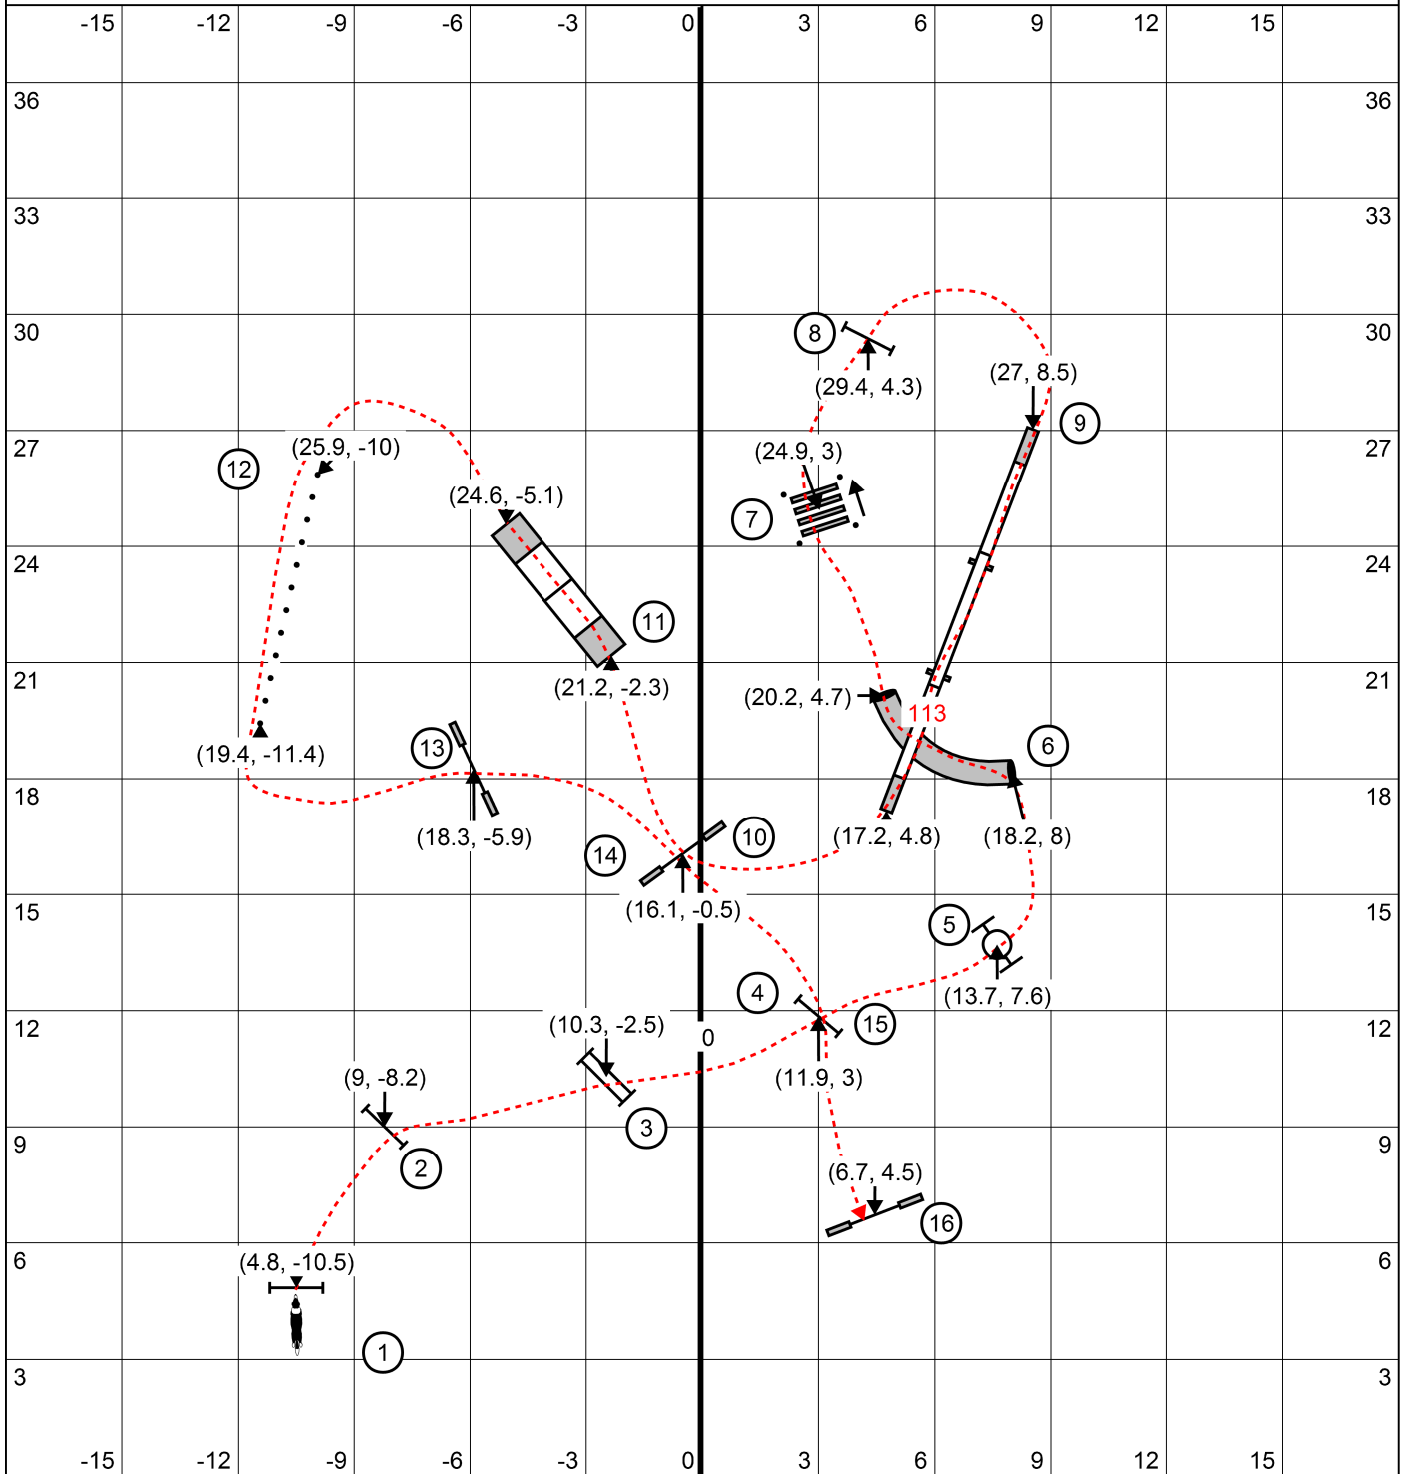 -15 -12 -9 -6 -3 0 3 6 9 12 15
36 36
33 33
30 8 30
(29.4, 4.3)
(27, 8.5)
9
27 (25.9, -10) (24.9, 3) 27
12
(24.6, -5.1)
7
24 24
11
21 (21.2, -2.3) (20.2, 4.7) 21
113
13 6
(19.4, -11.4)
18 18
(18.3, -5.9) 14 10 (17.2, 4.8) (18.2, 8)
15 (16.1, -0.5) 15
5
4 (13.7, 7.6)
12 (10.3, -2.5) 0 15 12
(9, -8.2) (11.9, 3)
9 3 9
2 (6.7, 4.5)
16
6 (4.8, -10.5) 6
1
3 3
-15 -12 -9 -6 -3 0 3 6 9 12 15